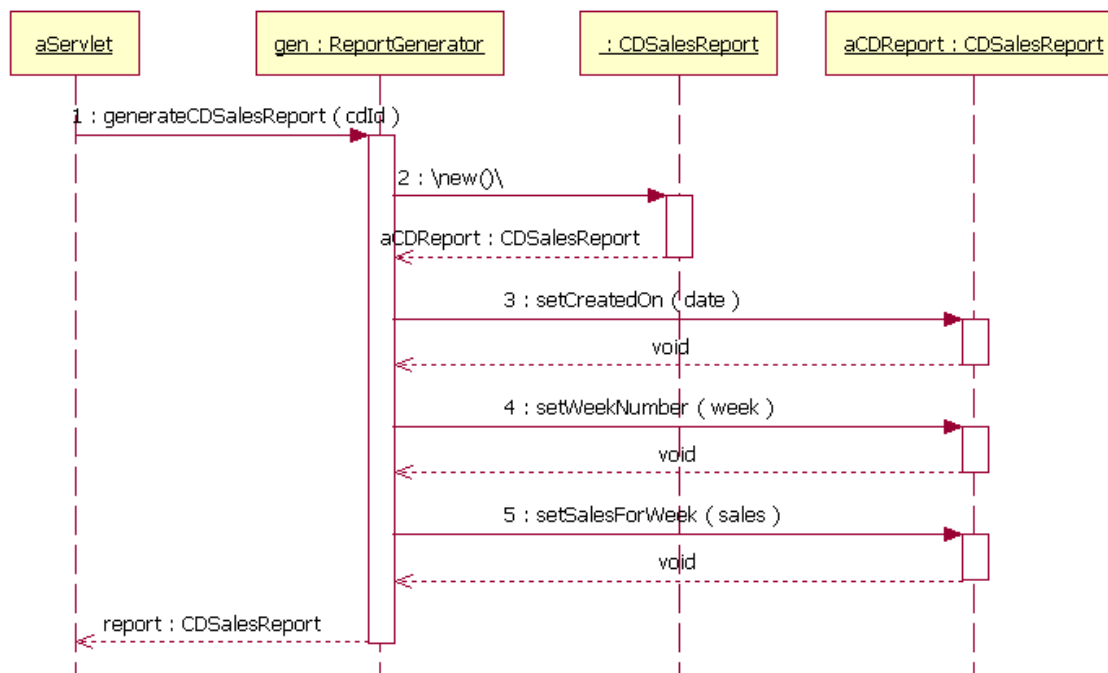 aServlet
gen : ReportGenerator
: CDSalesReport
aCDReport : CDSalesReport
1 : generateCDSalesReport ( cdId )
2 : \new()\
aCDReport : CDSalesReport
3 : setCreatedOn ( date )
void
4 : setWeekNumber ( week )
void
5 : setSalesForWeek ( sales )
void
report : CDSalesReport